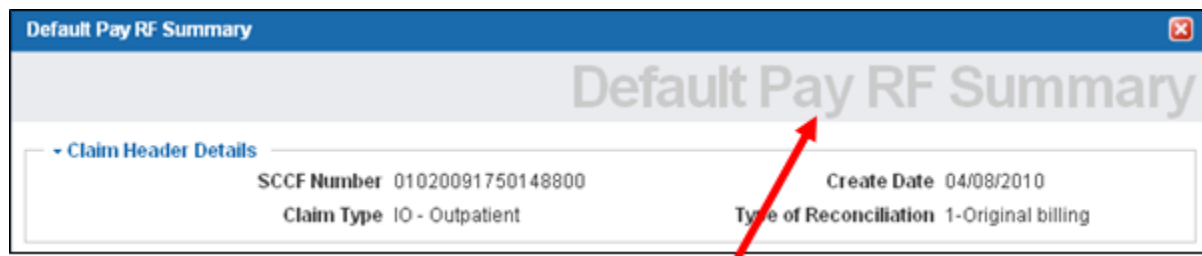 Default Pay RF Summary
Default Pay RF Summary
Claim Header Details
SCCF Number 01020091750148800 Create Date 04/08/2010
Claim Type IO - Outpatient Type of Reconciliation 1-Original billing